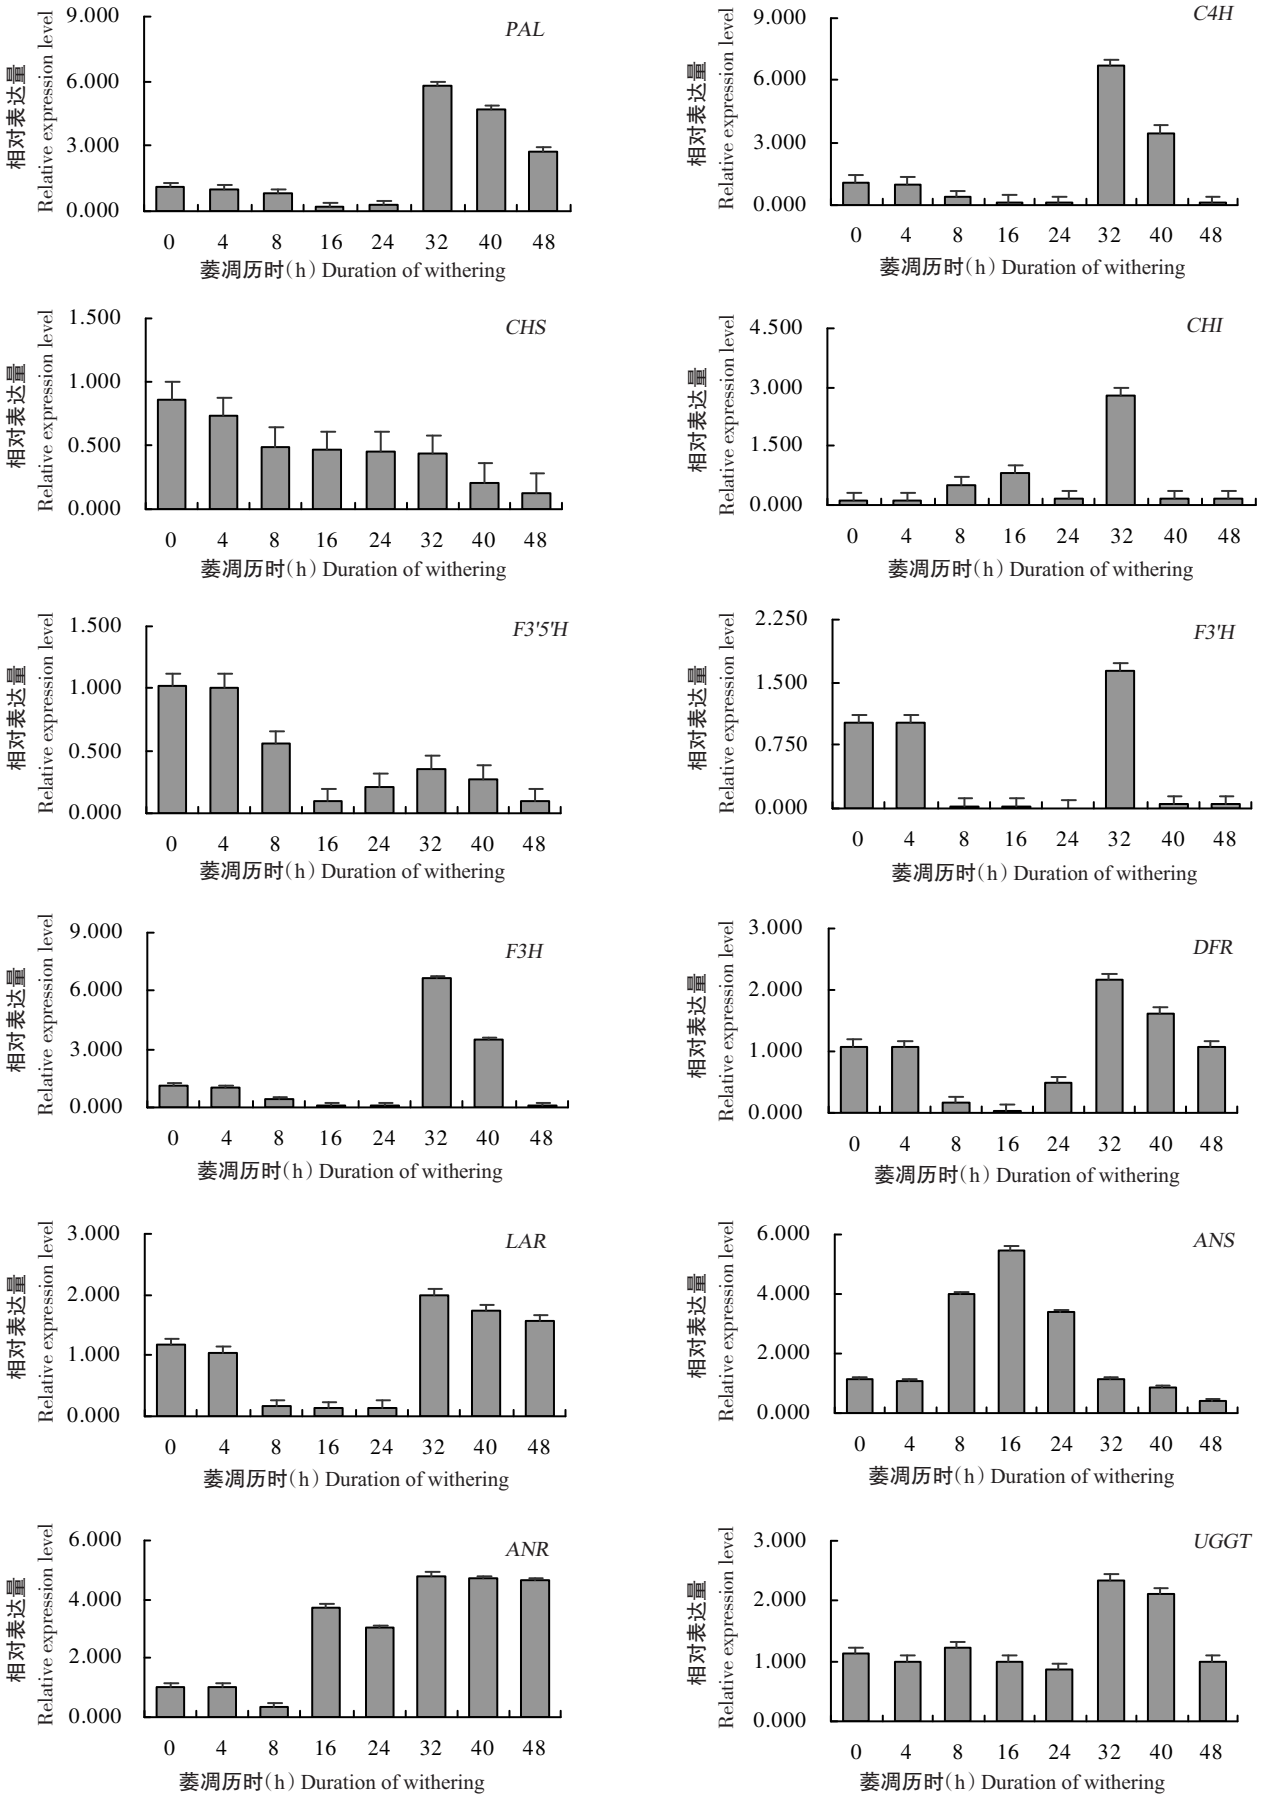 PAL
相对表达量
Relative expression level
9.000
6.000
3.000
0.000
0 4 8 16 24 32 40 48
萎凋历时(h) Duration of withering
C4H
相对表达量
Relative expression level
9.000
6.000
3.000
0.000
0 4 8 16 24 32 40 48
萎凋历时(h) Duration of withering
CHS
相对表达量
Relative expression level
1.500
1.000
0.500
0.000
0 4 8 16 24 32 40 48
萎凋历时(h) Duration of withering
CHI
相对表达量
Relative expression level
4.500
3.000
1.500
0.000
0 4 8 16 24 32 40 48
萎凋历时(h) Duration of withering
F3'5'H
相对表达量
Relative expression level
1.500
1.000
0.500
0.000
0 4 8 16 24 32 40 48
萎凋历时(h) Duration of withering
F3'H
相对表达量
Relative expression level
2.250
1.500
0.750
0.000
0 4 8 16 24 32 40 48
萎凋历时(h) Duration of withering
F3H
相对表达量
Relative expression level
9.000
6.000
3.000
0.000
0 4 8 16 24 32 40 48
萎凋历时(h) Duration of withering
DFR
相对表达量
Relative expression level
3.000
2.000
1.000
0.000
0 4 8 16 24 32 40 48
萎凋历时(h) Duration of withering
LAR
相对表达量
Relative expression level
3.000
2.000
1.000
0.000
0 4 8 16 24 32 40 48
萎凋历时(h) Duration of withering
ANS
相对表达量
Relative expression level
6.000
4.000
2.000
0.000
0 4 8 16 24 32 40 48
萎凋历时(h) Duration of withering
ANR
相对表达量
Relative expression level
6.000
4.000
2.000
0.000
0 4 8 16 24 32 40 48
萎凋历时(h) Duration of withering
UGGT
相对表达量
Relative expression level
3.000
2.000
1.000
0.000
0 4 8 16 24 32 40 48
萎凋历时(h) Duration of withering